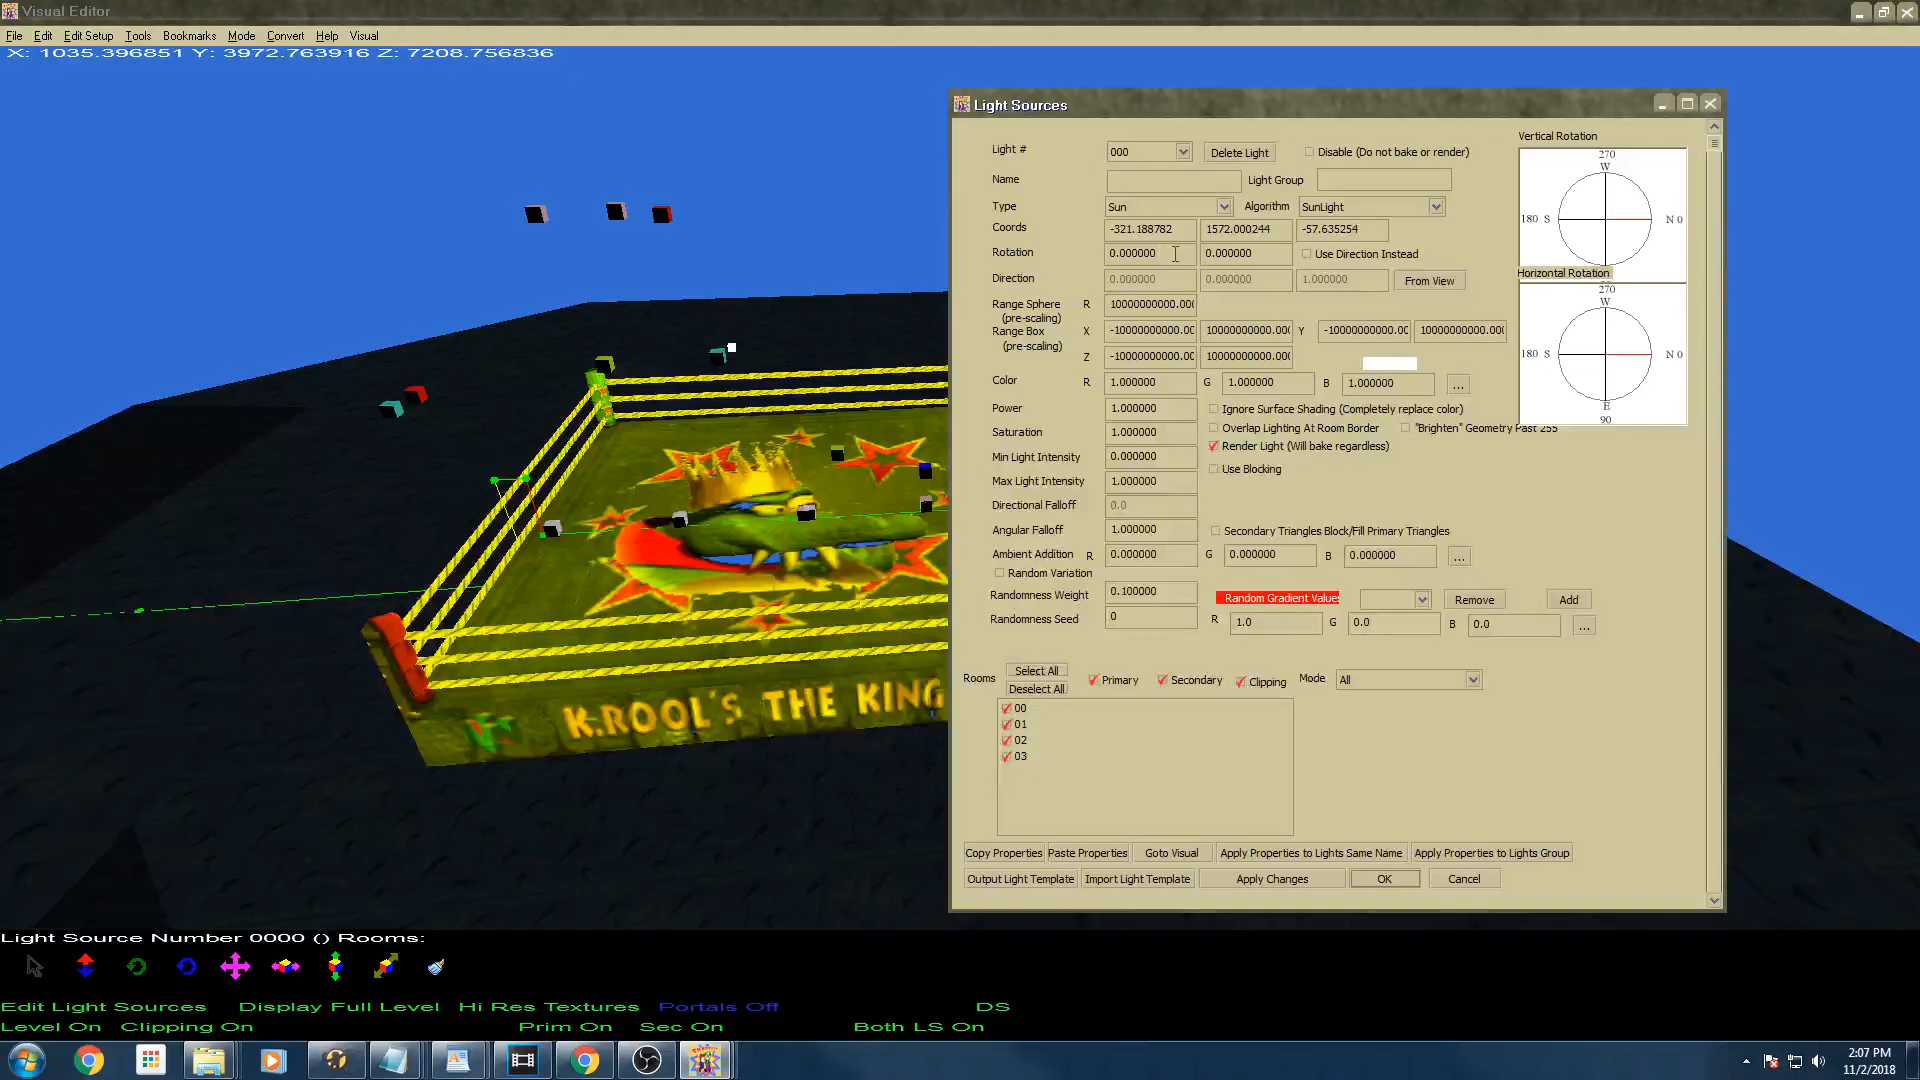 Visual Editor
File Edit Edit Setup Tools Bookmarks Mode Convert Help Visual
X: 1035.396851 Y: 3972.763916 Z: 7208.756836
Light Sources
Light # 000 Delete Light Disable (Do not bake or render)
Name Light Group
Type Sun Algorithm SunLight
Coords -321.188782 1572.000244 -57.635254
Rotation 0.000000 0.000000 Use Direction Instead
Direction 0.000000 0.000000 1.000000 From View
Range Sphere R 10000000000.00(
(pre-scaling)
Range Box X -10000000000.00 10000000000.00( Y -10000000000.00 10000000000.00(
(pre-scaling)
Z -10000000000.00 10000000000.00(
Color R 1.000000 G 1.000000 B 1.000000 ...
Power 1.000000 Ignore Surface Shading (Completely replace color)
Saturation 1.000000 Overlap Lighting At Room Border "Brighten" Geometry Past 255
Render Light (Will bake regardless)
Min Light Intensity 0.000000 Use Blocking
Max Light Intensity 1.000000
Directional Falloff 0.0
Angular Falloff 1.000000 Secondary Triangles Block/Fill Primary Triangles
Ambient Addition R 0.000000 G 0.000000 B 0.000000 ...
Random Variation
Randomness Weight 0.100000 Random Gradient Values Remove Add
Randomness Seed 0 R 1.0 G 0.0 B 0.0 ...
Vertical Rotation
270
W
180 S N 0
Horizontal Rotation
270
W
180 S N 0
E
90
Rooms Select All Primary Secondary Clipping Mode All
Deselect All
00
01
02
03
Copy Properties Paste Properties Goto Visual Apply Properties to Lights Same Name Apply Properties to Lights Group
Output Light Template Import Light Template Apply Changes OK Cancel
K.ROOL'S THE KING
Light Source Number 0000 () Rooms:
Edit Light Sources Display Full Level Hi Res Textures Portals Off DS
Level On Clipping On Prim On Sec On Both LS On
2:07 PM
11/2/2018